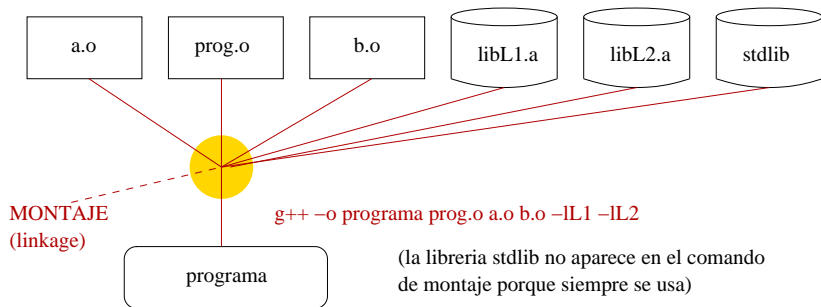 a.o
prog.o
b.o
libL1.a
libL2.a
stdlib
MONTAJE
(linkage)
g++ –o programa prog.o a.o b.o –lL1 –lL2
programa
(la libreria stdlib no aparece en el comando
de montaje porque siempre se usa)